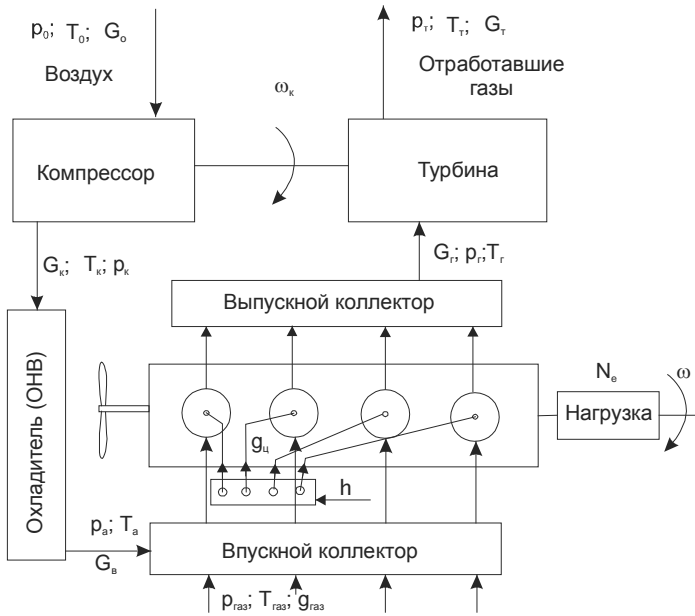 p₀; T₀; Gₒ
Воздух
pт; Tт; Gт
Отработавшие
газы
ωк
Компрессор
Турбина
Gк; Tк; pк
Gг; pг;Tг
Выпускной коллектор
Охладитель (ОНВ)
Nе
ω
Нагрузка
gц
h
pа; Tа
Gв
Впускной коллектор
pгаз; Tгаз; gгаз